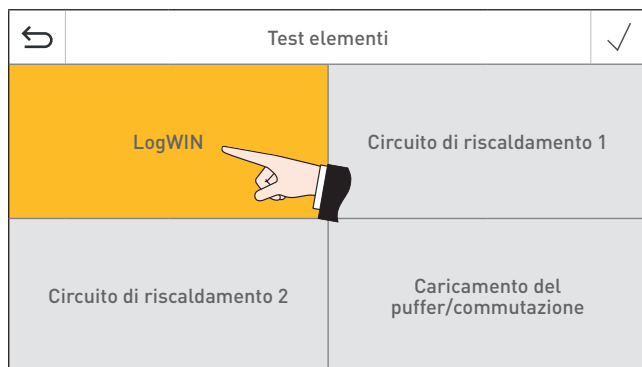 Test elementi
LogWIN
Circuito di riscaldamento 1
Circuito di riscaldamento 2
Caricamento del
puffer/commutazione